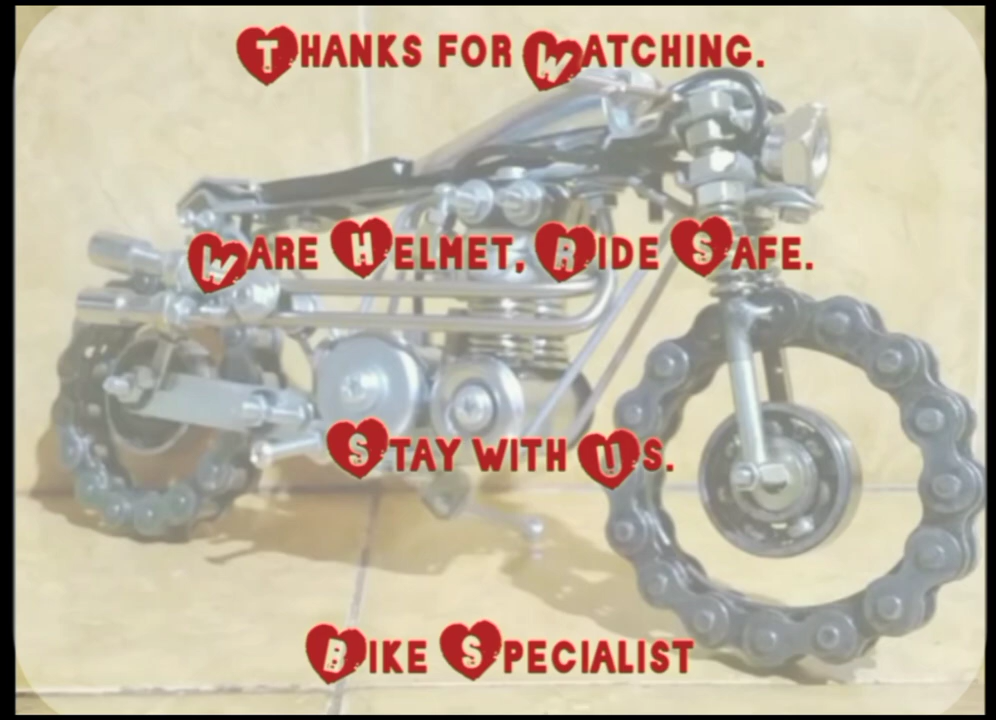 Thanks for Watching.
Ware Helmet, Ride Safe.
Stay with Us.
Bike Specialist